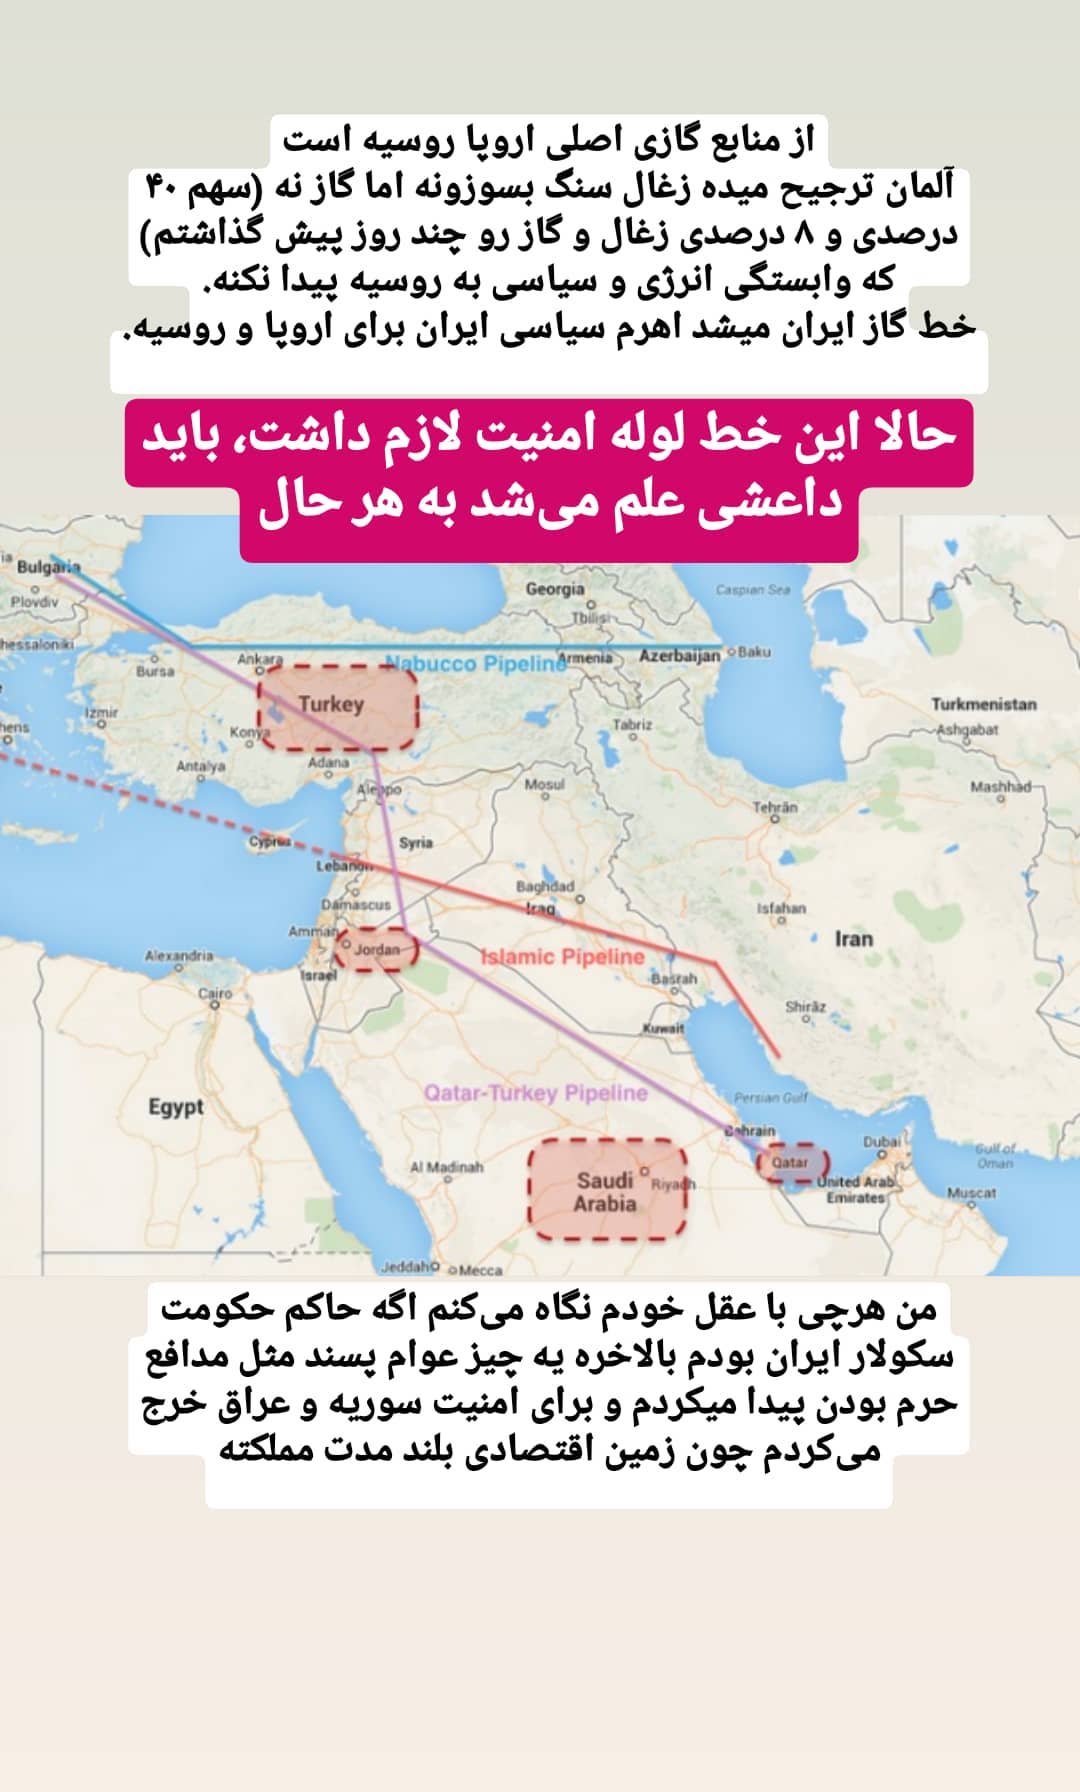 از منابع گازی اصلی اروپا روسیه است
آلمان ترجیح میده زغال سنگ بسوزونه اما گاز نه (سهم ۴۰
درصدی و ۸ درصدی زغال و گاز رو چند روز پیش گذاشتم)
که وابستگی انرژی و سیاسی به روسیه پیدا نکنه.
خط گاز ایران میشد اهرم سیاسی ایران برای اروپا و روسیه.
حالا این خط لوله امنیت لازم داشت، باید
داعشی علم می‌شد به هر حال
Bulgaria
Plovdiv
Georgia
Tbilisi
Caspian Sea
hessaloniki
Bursa
Ankara
Nabucco Pipeline
Armenia
Azerbaijan
Baku
Turkey
Izmir
Konya
Turkmenistan
Ashgabat
hens
Tabriz
Antalya
Adana
Aleppo
Mosul
Tehrān
Mashhad
Cyprus
Syria
Lebanon
Baghdad
Iraq
Damascus
Isfahan
Amman
Jordan
Iran
Alexandria
Islamic Pipeline
Israel
Basrah
Cairo
Shirāz
Kuwait
Qatar-Turkey Pipeline
Persian Gulf
Egypt
Bahrain
Dubai
Gulf of
Oman
Al Madinah
Saudi
Arabia
Riyadh
Qatar
United Arab
Emirates
Muscat
Jeddah
Mecca
من هرچی با عقل خودم نگاه می‌کنم اگه حاکم حکومت
سکولار ایران بودم بالاخره یه چیز عوام پسند مثل مدافع
حرم بودن پیدا میکردم و برای امنیت سوریه و عراق خرج
می‌کردم چون زمین اقتصادی بلند مدت مملکته